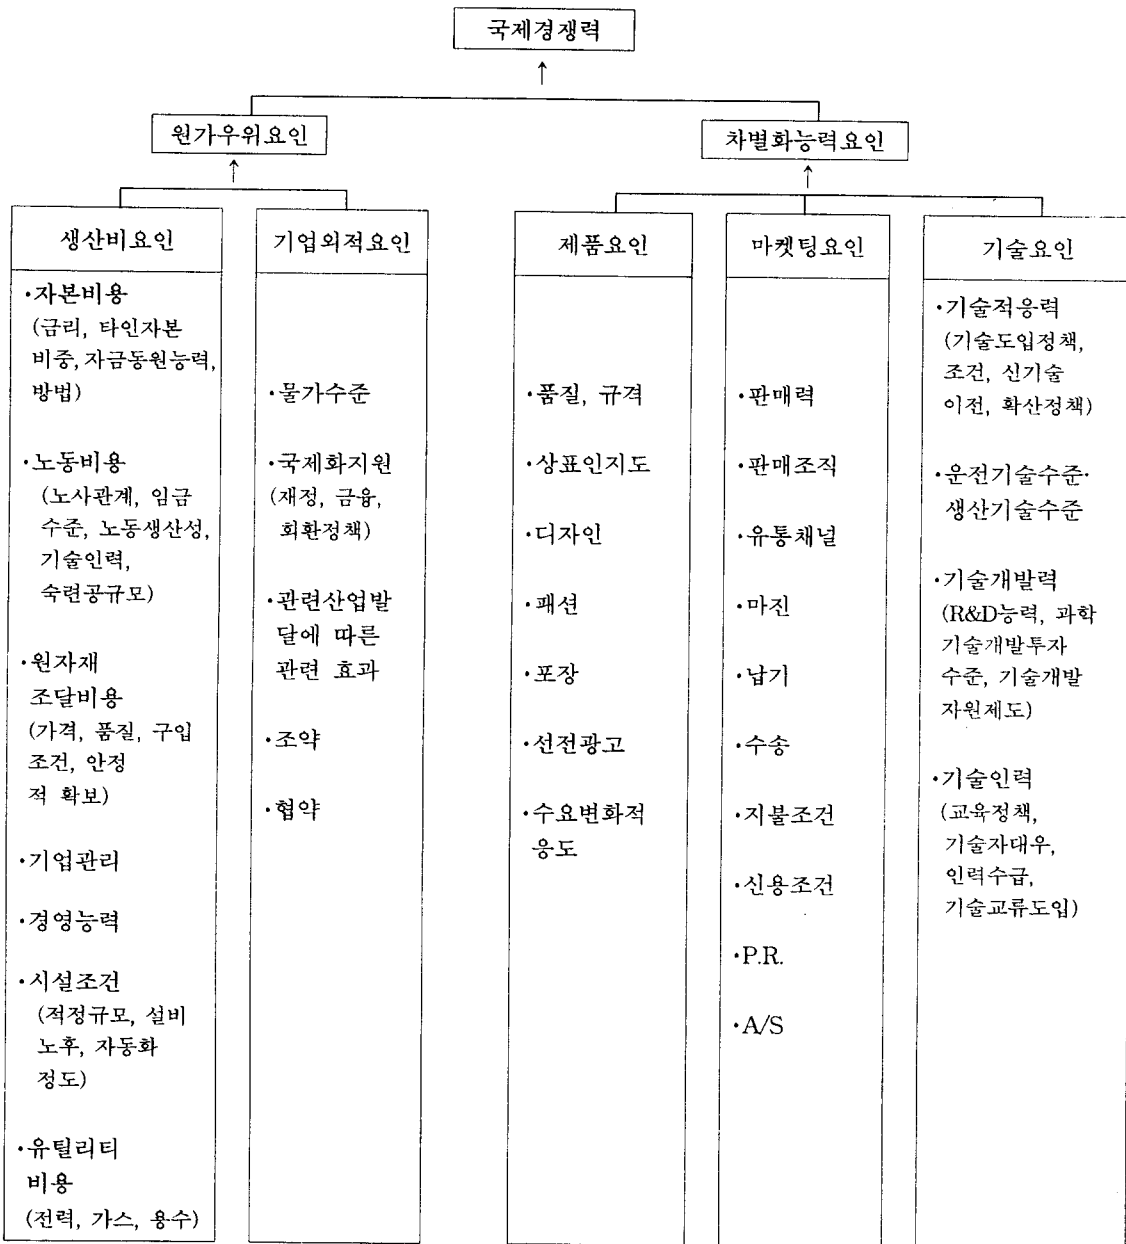 국제경쟁력
↑
원가우위요인
차별화능력요인
↑
↑
생산비요인
·자본비용
(금리, 타인자본
비중, 자금동원능력,
방법)
·노동비용
(노사관계, 임금
수준, 노동생산성,
기술인력,
숙련공규모)
·원자재
조달비용
(가격, 품질, 구입
조건, 안정
적 확보)
·기업관리
·경영능력
·시설조건
(적정규모, 설비
노후, 자동화
정도)
·유틸리티
비용
(전력, 가스, 용수)
기업외적요인
·물가수준
·국제화지원
(재정, 금융,
회환정책)
·관련산업발
달에 따른
관련 효과
·조약
·협약
제품요인
·품질, 규격
·상표인지도
·디자인
·패션
·포장
·선전광고
·수요변화적
응도
마켓팅요인
·판매력
·판매조직
·유통채널
·마진
·납기
·수송
·지불조건
·신용조건
·P.R.
·A/S
기술요인
·기술적응력
(기술도입정책,
조건, 신기술
이전, 확산정책)
·운전기술수준·
생산기술수준
·기술개발력
(R&D능력, 과학
기술개발투자
수준, 기술개발
자원제도)
·기술인력
(교육정책,
기술자대우,
인력수급,
기술교류도입)